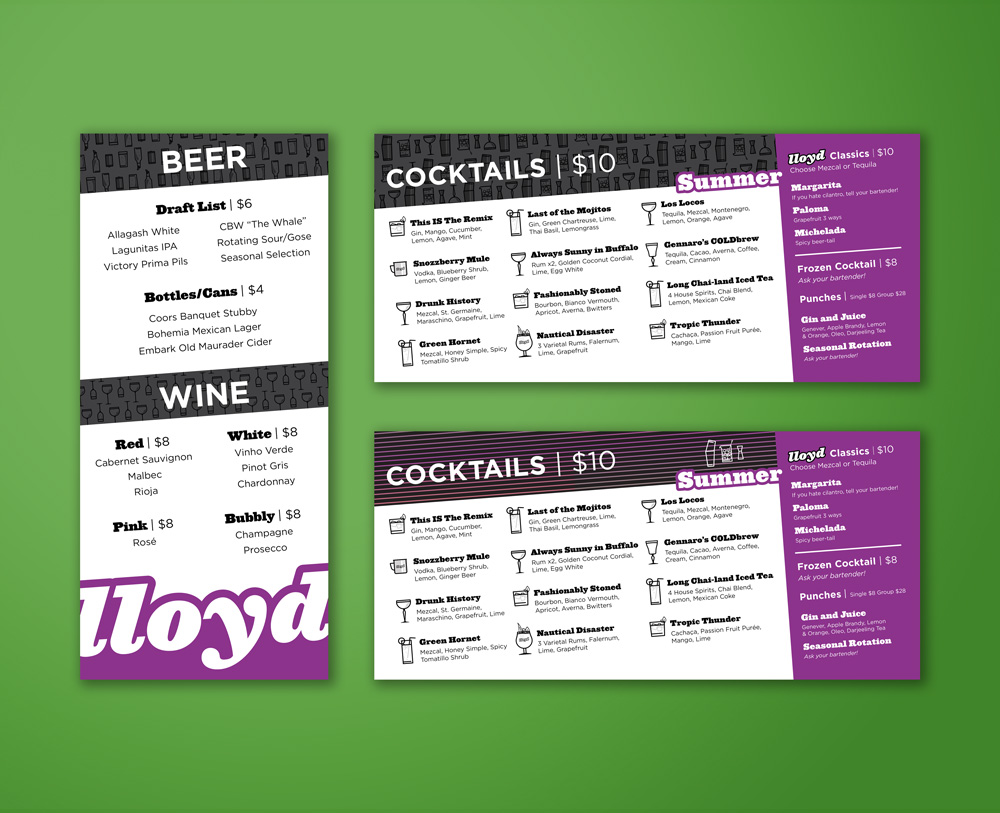 BEER
Draft List | $6
Allagash White
Lagunitas IPA
Victory Prima Pils
CBW “The Whale”
Rotating Sour/Gose
Seasonal Selection
Bottles/Cans | $4
Coors Banquet Stubby
Bohemia Mexican Lager
Embark Old Maurader Cider
WINE
Red | $8
Cabernet Sauvignon
Malbec
Rioja
White | $8
Vinho Verde
Pinot Gris
Chardonnay
Pink | $8
Rosé
Bubbly | $8
Champagne
Prosecco
lloyd
COCKTAILS | $10
Summer
This IS The Remix
Gin, Mango, Cucumber,
Lemon, Agave, Mint
Snozzberry Mule
Vodka, Blueberry Shrub,
Lemon, Ginger Beer
Drunk History
Mezcal, St. Germaine,
Maraschino, Grapefruit, Lime
Green Hornet
Mezcal, Honey Simple, Spicy
Tomatillo Shrub
Last of the Mojitos
Gin, Green Chartreuse, Lime,
Thai Basil, Lemongrass
Always Sunny in Buffalo
Rum x2, Golden Coconut Cordial,
Lime, Egg White
Fashionably Stoned
Bourbon, Bianco Vermouth,
Apricot, Averna, Bwitters
Nautical Disaster
3 Varietal Rums, Falernum,
Lime, Grapefruit
Los Locos
Tequila, Mezcal, Montenegro,
Lemon, Orange, Agave
Gennaro's COLDbrew
Tequila, Cacao, Averna, Coffee,
Cream, Cinnamon
Long Chai-land Iced Tea
4 House Spirits, Chai Blend,
Lemon, Mexican Coke
Tropic Thunder
Cachaça, Passion Fruit Purée,
Mango, Lime
lloyd Classics | $10
Choose Mezcal or Tequila
Margarita
If you hate cilantro, tell your bartender!
Paloma
Grapefruit 3 ways
Michelada
Spicy beer-tail
Frozen Cocktail | $8
Ask your bartender!
Punches | Single $8 Group $28
Gin and Juice
Genever, Apple Brandy, Lemon
& Orange, Oleo, Darjeeling Tea
Seasonal Rotation
Ask your bartender!
COCKTAILS | $10
Summer
This IS The Remix
Gin, Mango, Cucumber,
Lemon, Agave, Mint
Snozzberry Mule
Vodka, Blueberry Shrub,
Lemon, Ginger Beer
Drunk History
Mezcal, St. Germaine,
Maraschino, Grapefruit, Lime
Green Hornet
Mezcal, Honey Simple, Spicy
Tomatillo Shrub
Last of the Mojitos
Gin, Green Chartreuse, Lime,
Thai Basil, Lemongrass
Always Sunny in Buffalo
Rum x2, Golden Coconut Cordial,
Lime, Egg White
Fashionably Stoned
Bourbon, Bianco Vermouth,
Apricot, Averna, Bwitters
Nautical Disaster
3 Varietal Rums, Falernum,
Lime, Grapefruit
Los Locos
Tequila, Mezcal, Montenegro,
Lemon, Orange, Agave
Gennaro's COLDbrew
Tequila, Cacao, Averna, Coffee,
Cream, Cinnamon
Long Chai-land Iced Tea
4 House Spirits, Chai Blend,
Lemon, Mexican Coke
Tropic Thunder
Cachaça, Passion Fruit Purée,
Mango, Lime
lloyd Classics | $10
Choose Mezcal or Tequila
Margarita
If you hate cilantro, tell your bartender!
Paloma
Grapefruit 3 ways
Michelada
Spicy beer-tail
Frozen Cocktail | $8
Ask your bartender!
Punches | Single $8 Group $28
Gin and Juice
Genever, Apple Brandy, Lemon
& Orange, Oleo, Darjeeling Tea
Seasonal Rotation
Ask your bartender!